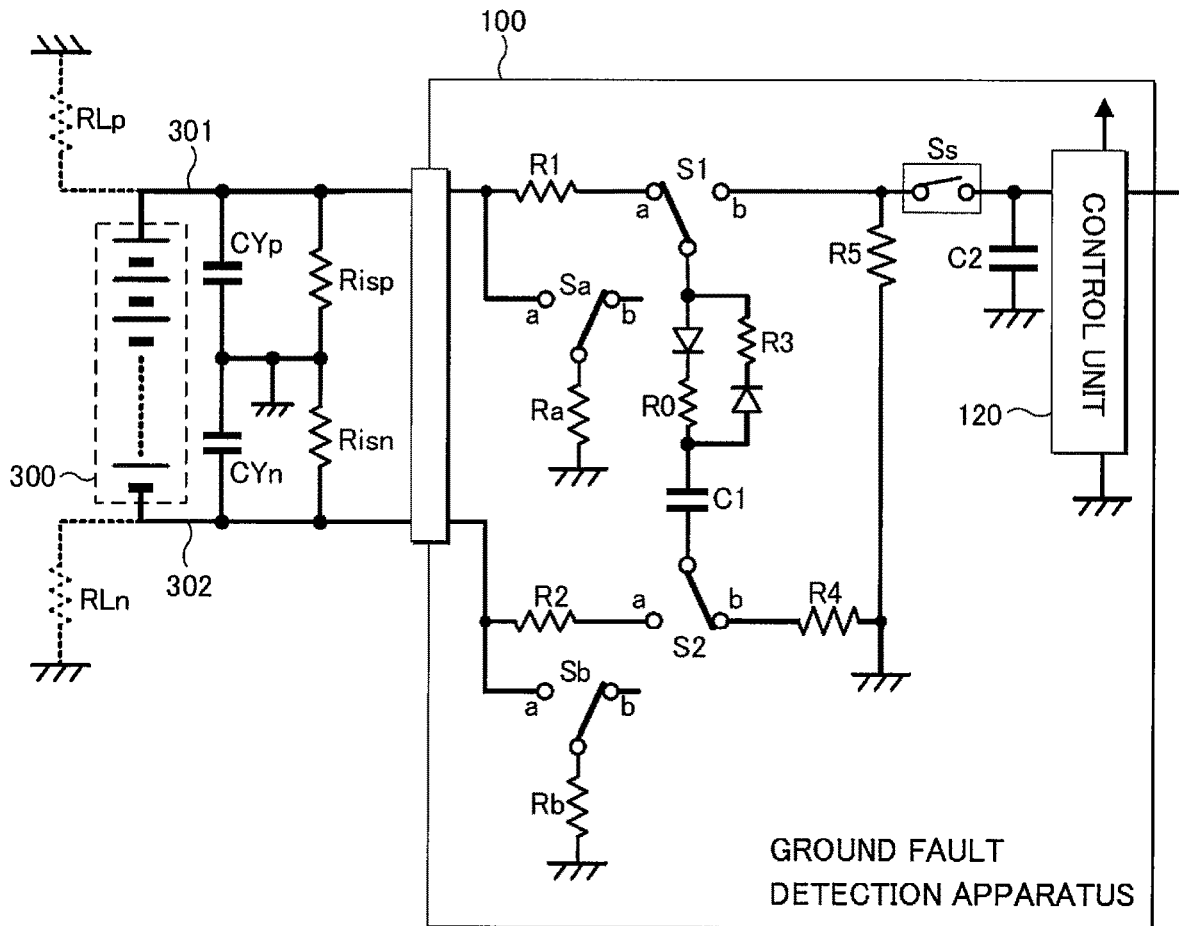 100
RLp
301
R1
S1
a
b
Ss
CYp
Risp
R5
C2
Sa
a
b
R3
CONTROL UNIT
Ra
R0
120
300
CYn
Risn
C1
302
RLn
R2
a
b
S2
R4
Sb
a
b
Rb
GROUND FAULT
DETECTION APPARATUS